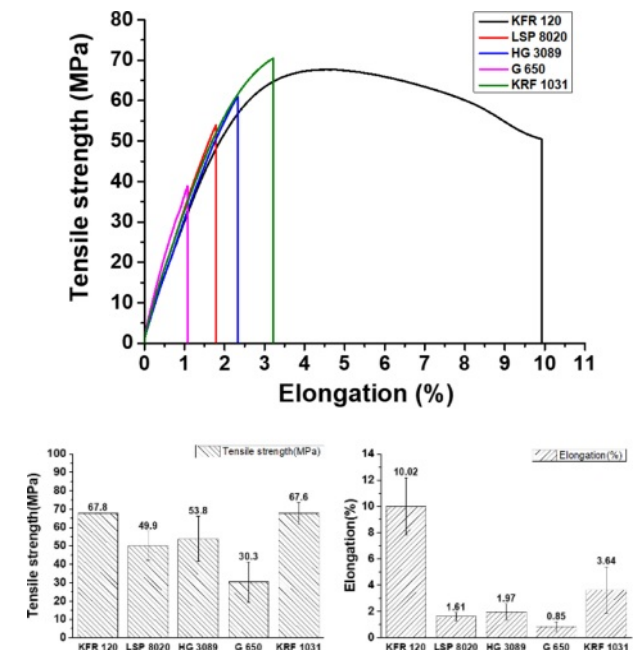 Tensile strength (MPa)
80
70
60
50
40
30
20
10
0
KFR 120
LSP 8020
HG 3089
G 650
KRF 1031
0 1 2 3 4 5 6 7 8 9 10 11
Elongation (%)
Tensile strength(MPa)
100
90
80
70
60
50
40
30
20
10
0
Tensile strength(MPa)
67.8
49.9
53.8
30.3
67.6
KFR 120 LSP 8020 HG 3089 G 650 KRF 1031
Elongation(%)
14
12
10
8
6
4
2
0
Elongation(%)
10.02
1.61
1.97
0.85
3.64
KFR 120 LSP 8020 HG 3089 G 650 KRF 1031